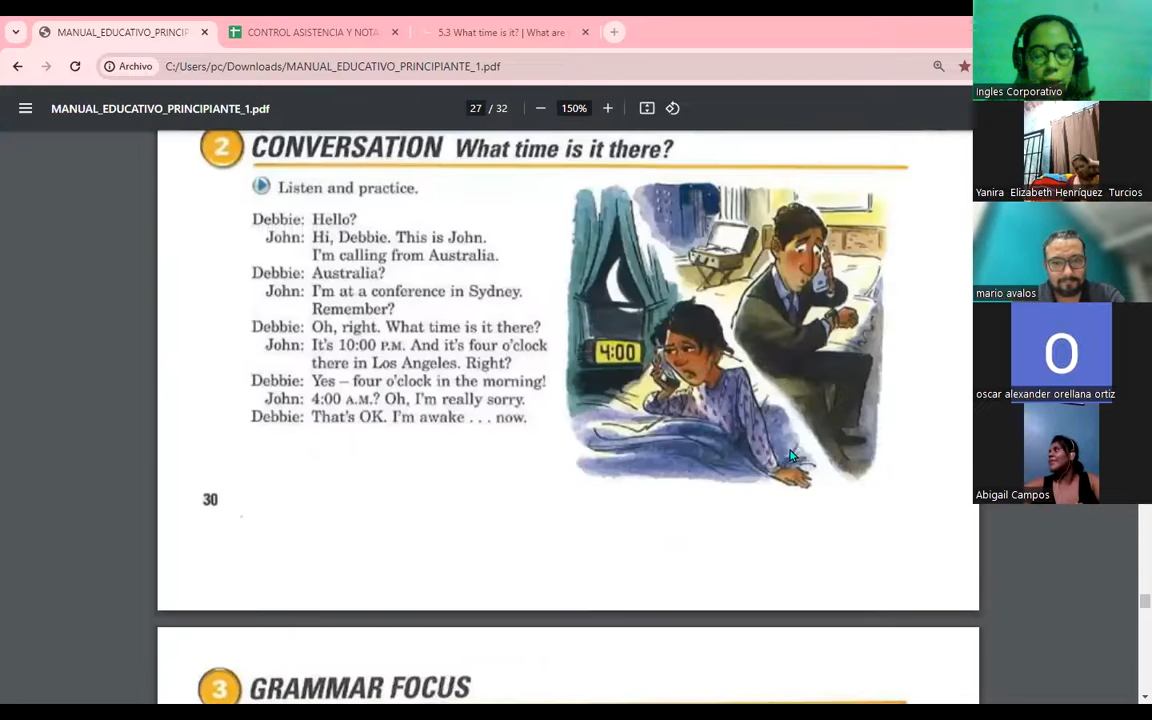 MANUAL_EDUCATIVO_PRINCIP
CONTROL ASISTENCIA Y NOTA
5.3 What time is it? | What are
Archivo
C:/Users/pc/Downloads/MANUAL_EDUCATIVO_PRINCIPIANTE_1.pdf
MANUAL_EDUCATIVO_PRINCIPIANTE_1.pdf
27 / 32
150%
2 CONVERSATION What time is it there?
Listen and practice.
Debbie: Hello?
John: Hi, Debbie. This is John.
I'm calling from Australia.
Debbie: Australia?
John: I'm at a conference in Sydney.
Remember?
Debbie: Oh, right. What time is it there?
John: It's 10:00 P.M. And it's four o'clock
there in Los Angeles. Right?
Debbie: Yes – four o'clock in the morning!
John: 4:00 A.M.? Oh, I'm really sorry.
Debbie: That's OK. I'm awake . . . now.
4:00
30
3 GRAMMAR FOCUS
Ingles Corporativo
Yanira Elizabeth Henríquez Turcios
mario avalos
O
oscar alexander orellana ortiz
Abigail Campos